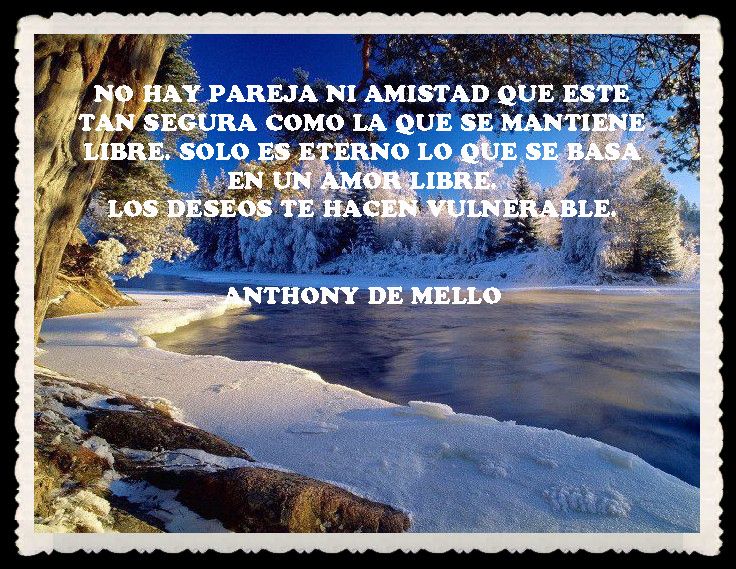 NO HAY PAREJA NI AMISTAD QUE ESTE
TAN SEGURA COMO LA QUE SE MANTIENE
LIBRE. SOLO ES ETERNO LO QUE SE BASA
EN UN AMOR LIBRE.
LOS DESEOS TE HACEN VULNERABLE.
ANTHONY DE MELLO